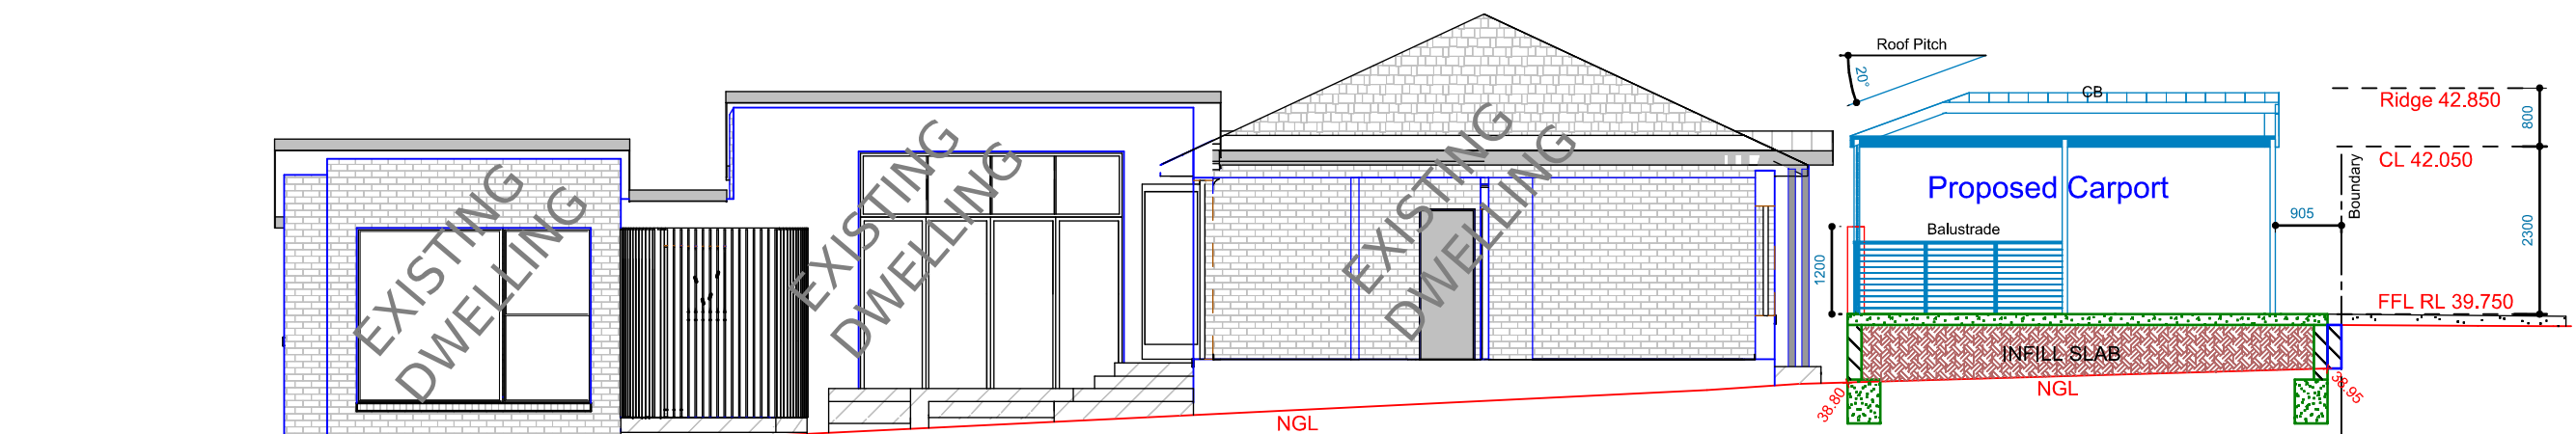 EXISTING
DWELLING
EXISTING
DWELLING
EXISTING
DWELLING
NGL
Roof Pitch
20°
CB
Proposed Carport
Balustrade
1200
INFILL SLAB
NGL
38.80
38.95
905
Boundary
Ridge 42.850
800
CL 42.050
2300
FFL RL 39.750